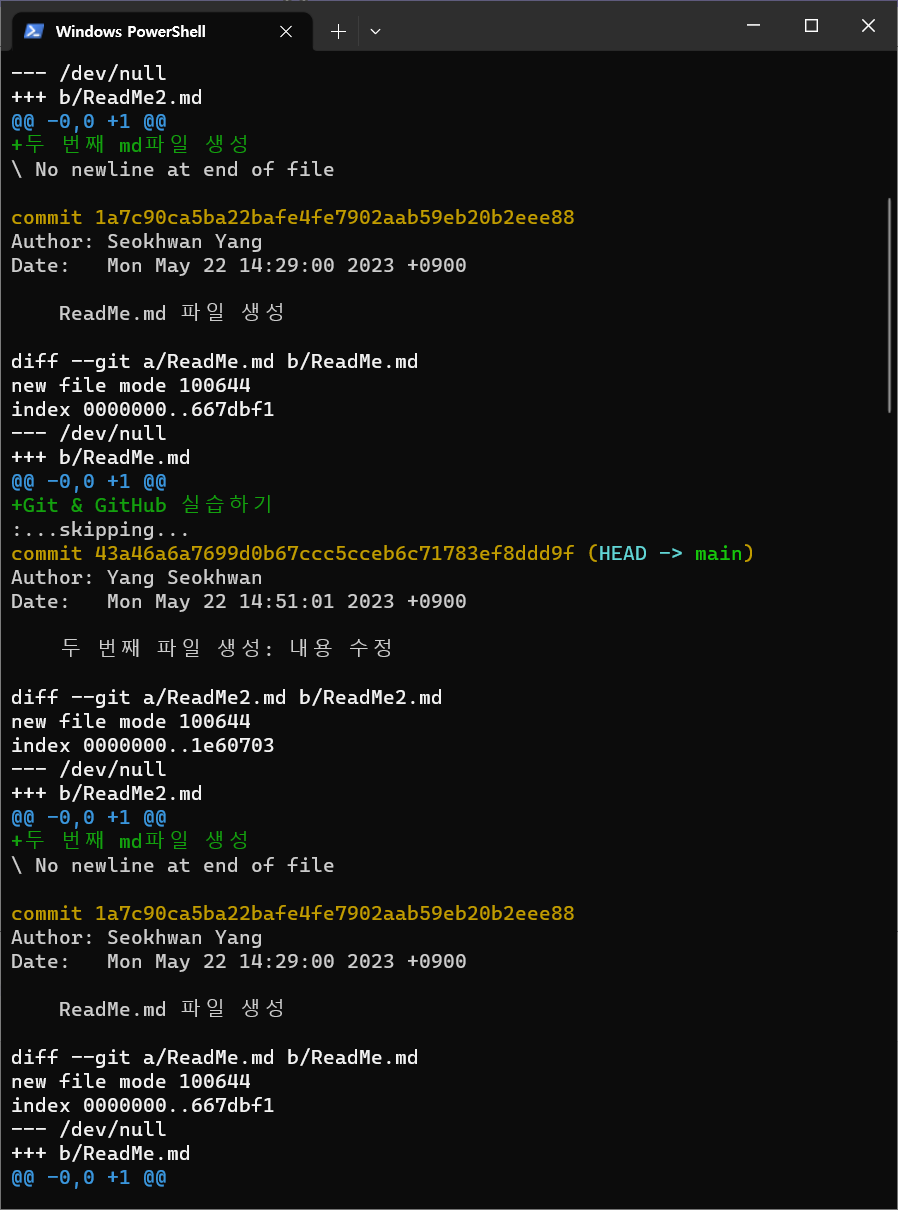 Windows PowerShell
--- /dev/null
+++ b/ReadMe2.md
@@ -0,0 +1 @@
+두 번째 md파일 생성
\ No newline at end of file
commit 1a7c90ca5ba22bafe4fe7902aab59eb20b2eee88
Author: Seokhwan Yang
Date:   Mon May 22 14:29:00 2023 +0900
    ReadMe.md 파일 생성
diff --git a/ReadMe.md b/ReadMe.md
new file mode 100644
index 0000000..667dbf1
--- /dev/null
+++ b/ReadMe.md
@@ -0,0 +1 @@
+Git & GitHub 실습하기
:...skipping...
commit 43a46a6a7699d0b67ccc5cceb6c71783ef8ddd9f (HEAD -> main)
Author: Yang Seokhwan
Date:   Mon May 22 14:51:01 2023 +0900
    두 번째 파일 생성: 내용 수정
diff --git a/ReadMe2.md b/ReadMe2.md
new file mode 100644
index 0000000..1e60703
--- /dev/null
+++ b/ReadMe2.md
@@ -0,0 +1 @@
+두 번째 md파일 생성
\ No newline at end of file
commit 1a7c90ca5ba22bafe4fe7902aab59eb20b2eee88
Author: Seokhwan Yang
Date:   Mon May 22 14:29:00 2023 +0900
    ReadMe.md 파일 생성
diff --git a/ReadMe.md b/ReadMe.md
new file mode 100644
index 0000000..667dbf1
--- /dev/null
+++ b/ReadMe.md
@@ -0,0 +1 @@